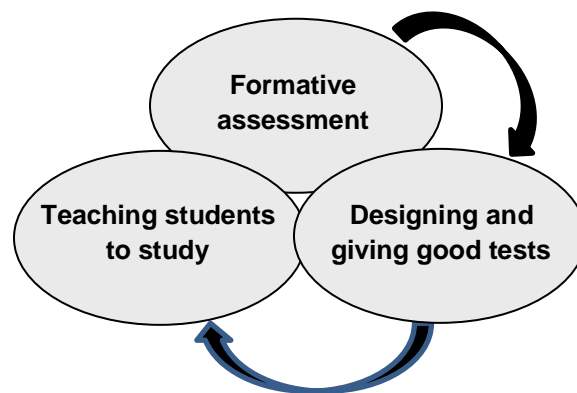 Formative
assessment
Teaching students
to study
Designing and
giving good tests